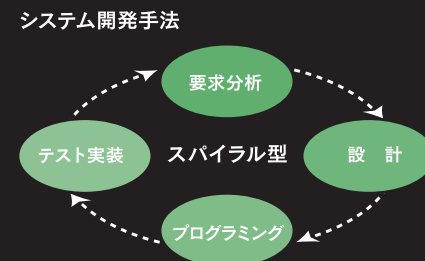 システム開発手法
要求分析
テスト実装
スパイラル型
設　計
プログラミング